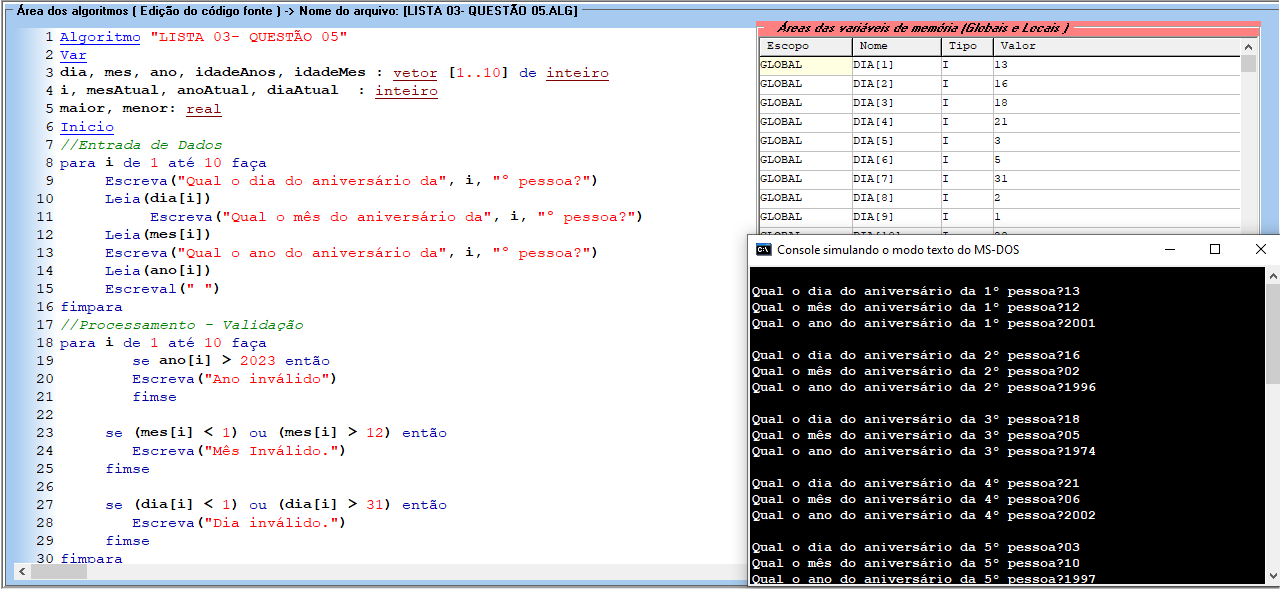 Área dos algoritmos ( Edição do código fonte ) -> Nome do arquivo: [LISTA 03- QUESTÃO 05.ALG]
1 Algoritmo "LISTA 03- QUESTÃO 05"
2 Var
3 dia, mes, ano, idadeAnos, idadeMes : vetor [1..10] de inteiro
4 i, mesAtual, anoAtual, diaAtual  : inteiro
5 maior, menor: real
6 Inicio
7 //Entrada de Dados
8 para i de 1 até 10 faça
9 Escreva("Qual o dia do aniversário da", i, "° pessoa?")
10 Leia(dia[i])
11 Escreva("Qual o mês do aniversário da", i, "° pessoa?")
12 Leia(mes[i])
13 Escreva("Qual o ano do aniversário da", i, "° pessoa?")
14 Leia(ano[i])
15 Escreval(" ")
16 fimpara
17 //Processamento - Validação
18 para i de 1 até 10 faça
19 se ano[i] > 2023 então
20 Escreva("Ano inválido")
21 fimse
22
23 se (mes[i] < 1) ou (mes[i] > 12) então
24 Escreva("Mês Inválido.")
25 fimse
26
27 se (dia[i] < 1) ou (dia[i] > 31) então
28 Escreva("Dia inválido.")
29 fimse
30 fimpara
Áreas das variáveis de memória (Globais e Locais )
Escopo Nome Tipo Valor
GLOBAL DIA[1] I 13
GLOBAL DIA[2] I 16
GLOBAL DIA[3] I 18
GLOBAL DIA[4] I 21
GLOBAL DIA[5] I 3
GLOBAL DIA[6] I 5
GLOBAL DIA[7] I 31
GLOBAL DIA[8] I 2
GLOBAL DIA[9] I 1
Console simulando o modo texto do MS-DOS
Qual o dia do aniversário da 1° pessoa?13
Qual o mês do aniversário da 1° pessoa?12
Qual o ano do aniversário da 1° pessoa?2001
Qual o dia do aniversário da 2° pessoa?16
Qual o mês do aniversário da 2° pessoa?02
Qual o ano do aniversário da 2° pessoa?1996
Qual o dia do aniversário da 3° pessoa?18
Qual o mês do aniversário da 3° pessoa?05
Qual o ano do aniversário da 3° pessoa?1974
Qual o dia do aniversário da 4° pessoa?21
Qual o mês do aniversário da 4° pessoa?06
Qual o ano do aniversário da 4° pessoa?2002
Qual o dia do aniversário da 5° pessoa?03
Qual o mês do aniversário da 5° pessoa?10
Qual o ano do aniversário da 5° pessoa?1997